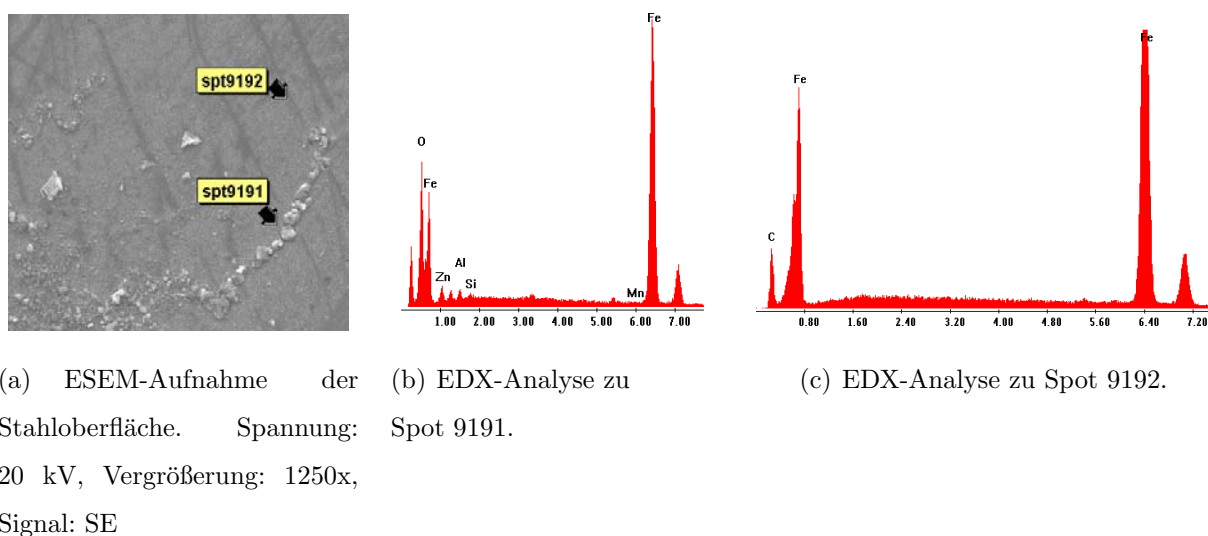 spt9192
spt9191
Fe
O
Fe
Zn
Al
Si
Mn
1.00 2.00 3.00 4.00 5.00 6.00 7.00
Fe
Fe
C
0.80 1.60 2.40 3.20 4.00 4.80 5.60 6.40 7.20
(a) ESEM-Aufnahme der
Stahloberfläche. Spannung:
20 kV, Vergrößerung: 1250x,
Signal: SE
(b) EDX-Analyse zu
Spot 9191.
(c) EDX-Analyse zu Spot 9192.